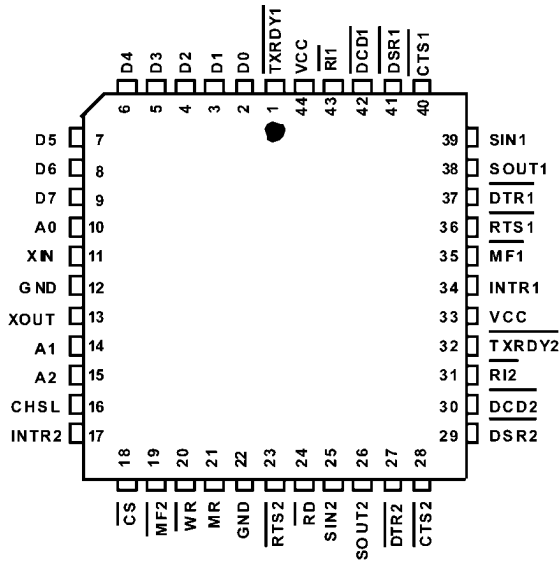 D4 D3 D2 D1 D0 TXRDY1 VCC RI1 DCD1 DSR1 CTS1
6 5 4 3 2 1 44 43 42 41 40
D5 7 39 SIN1
D6 8 38 SOUT1
D7 9 37 DTR1
A0 10 36 RTS1
XIN 11 35 MF1
GND 12 34 INTR1
XOUT 13 33 VCC
A1 14 32 TXRDY2
A2 15 31 RI2
CHSL 16 30 DCD2
INTR2 17 29 DSR2
18 19 20 21 22 23 24 25 26 27 28
CS MF2 WR MR GND RTS2 RD SIN2 SOUT2 DTR2 CTS2